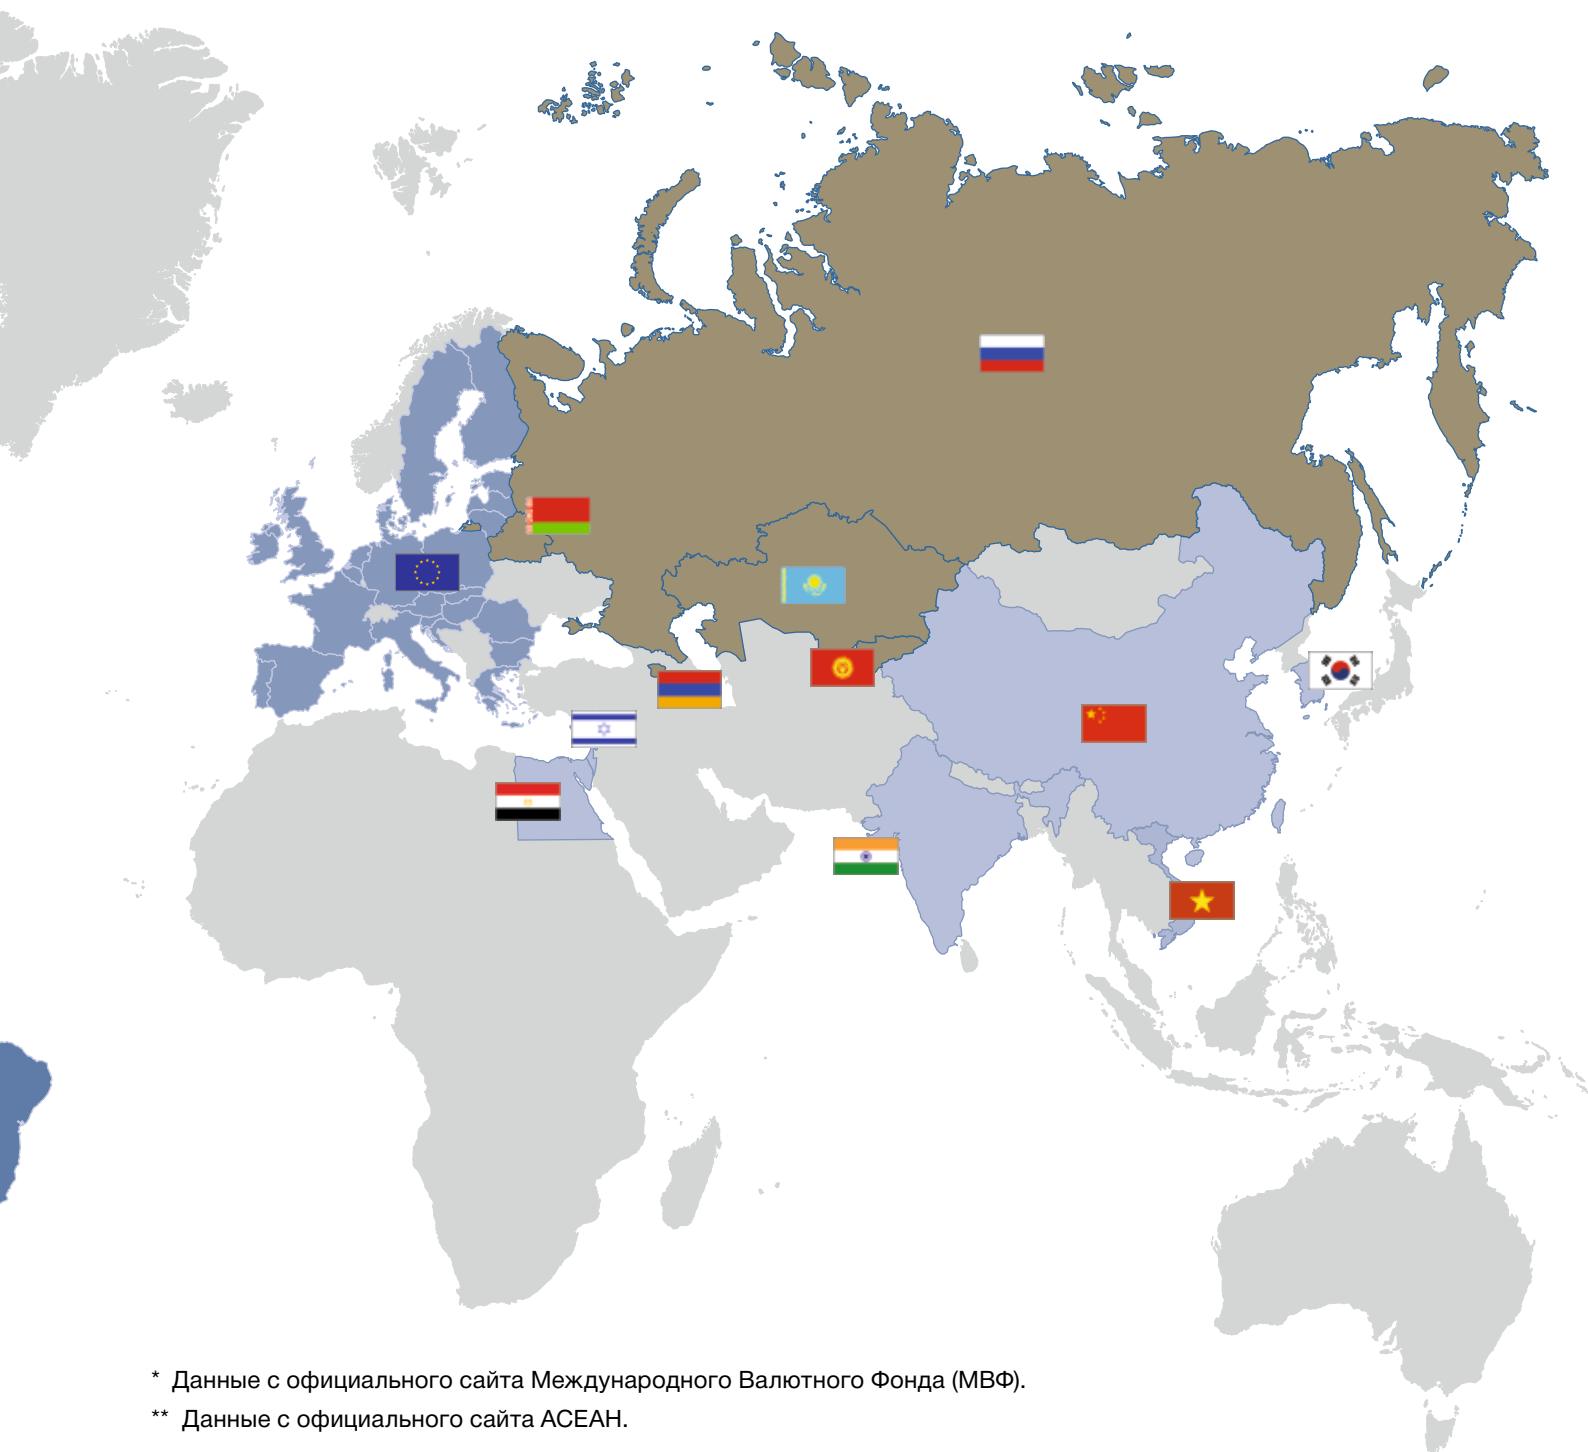 * Данные с официального сайта Международного Валютного Фонда (МВФ).
** Данные с официального сайта АСЕАН.